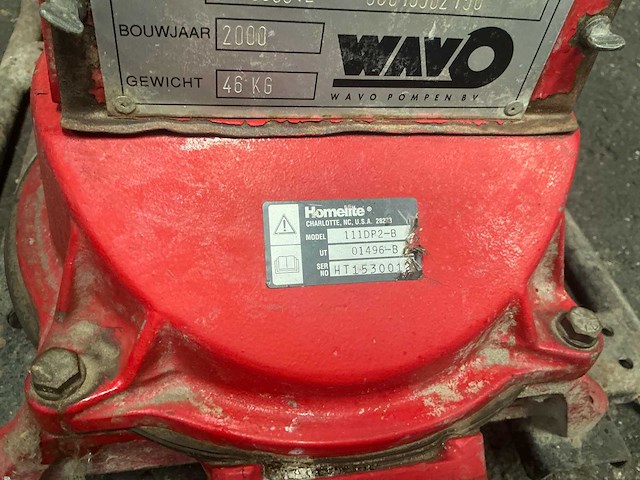 BOUWJAAR 2000
WAVO
GEWICHT 46 KG
WAVO POMPEN BV
Homelite®
CHARLOTTE, NC, U.S.A.
MODEL 111DP2-B
UT 01496-B
SER NO HT153001